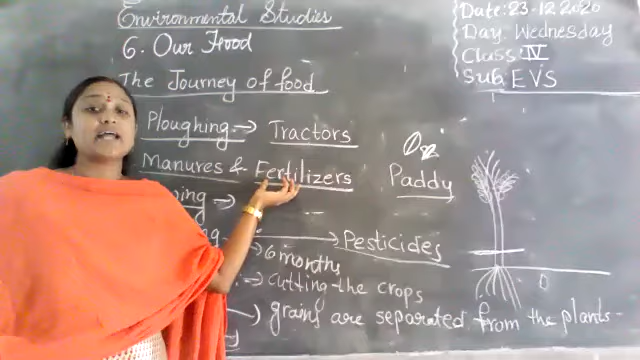 Environmental Studies
6. Our Food
The Journey of food
Date: 23-12-2020
Day: Wednesday
Class: IV
Sub: EVS
Ploughing → Tractors
Manures & Fertilizers
Paddy
→
→ Pesticides
→ 6 months
→ cutting the crops
→ grains are separated from the plants